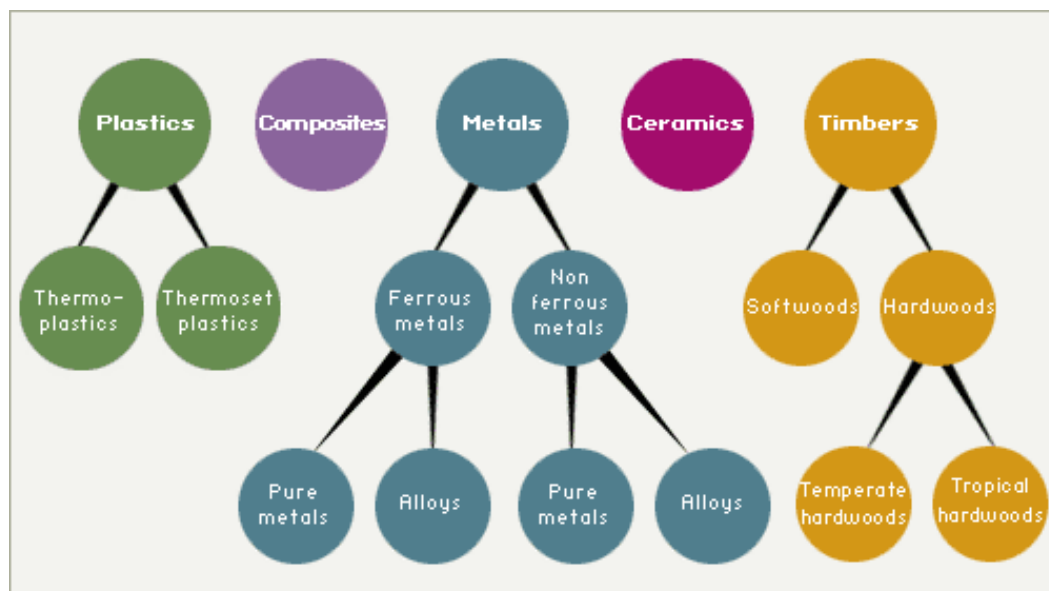 Plastics
Composites
Metals
Ceramics
Timbers
Thermo-
plastics
Thermoset
plastics
Ferrous
metals
Non
ferrous
metals
Softwoods
Hardwoods
Pure
metals
Alloys
Pure
metals
Alloys
Temperate
hardwoods
Tropical
hardwoods